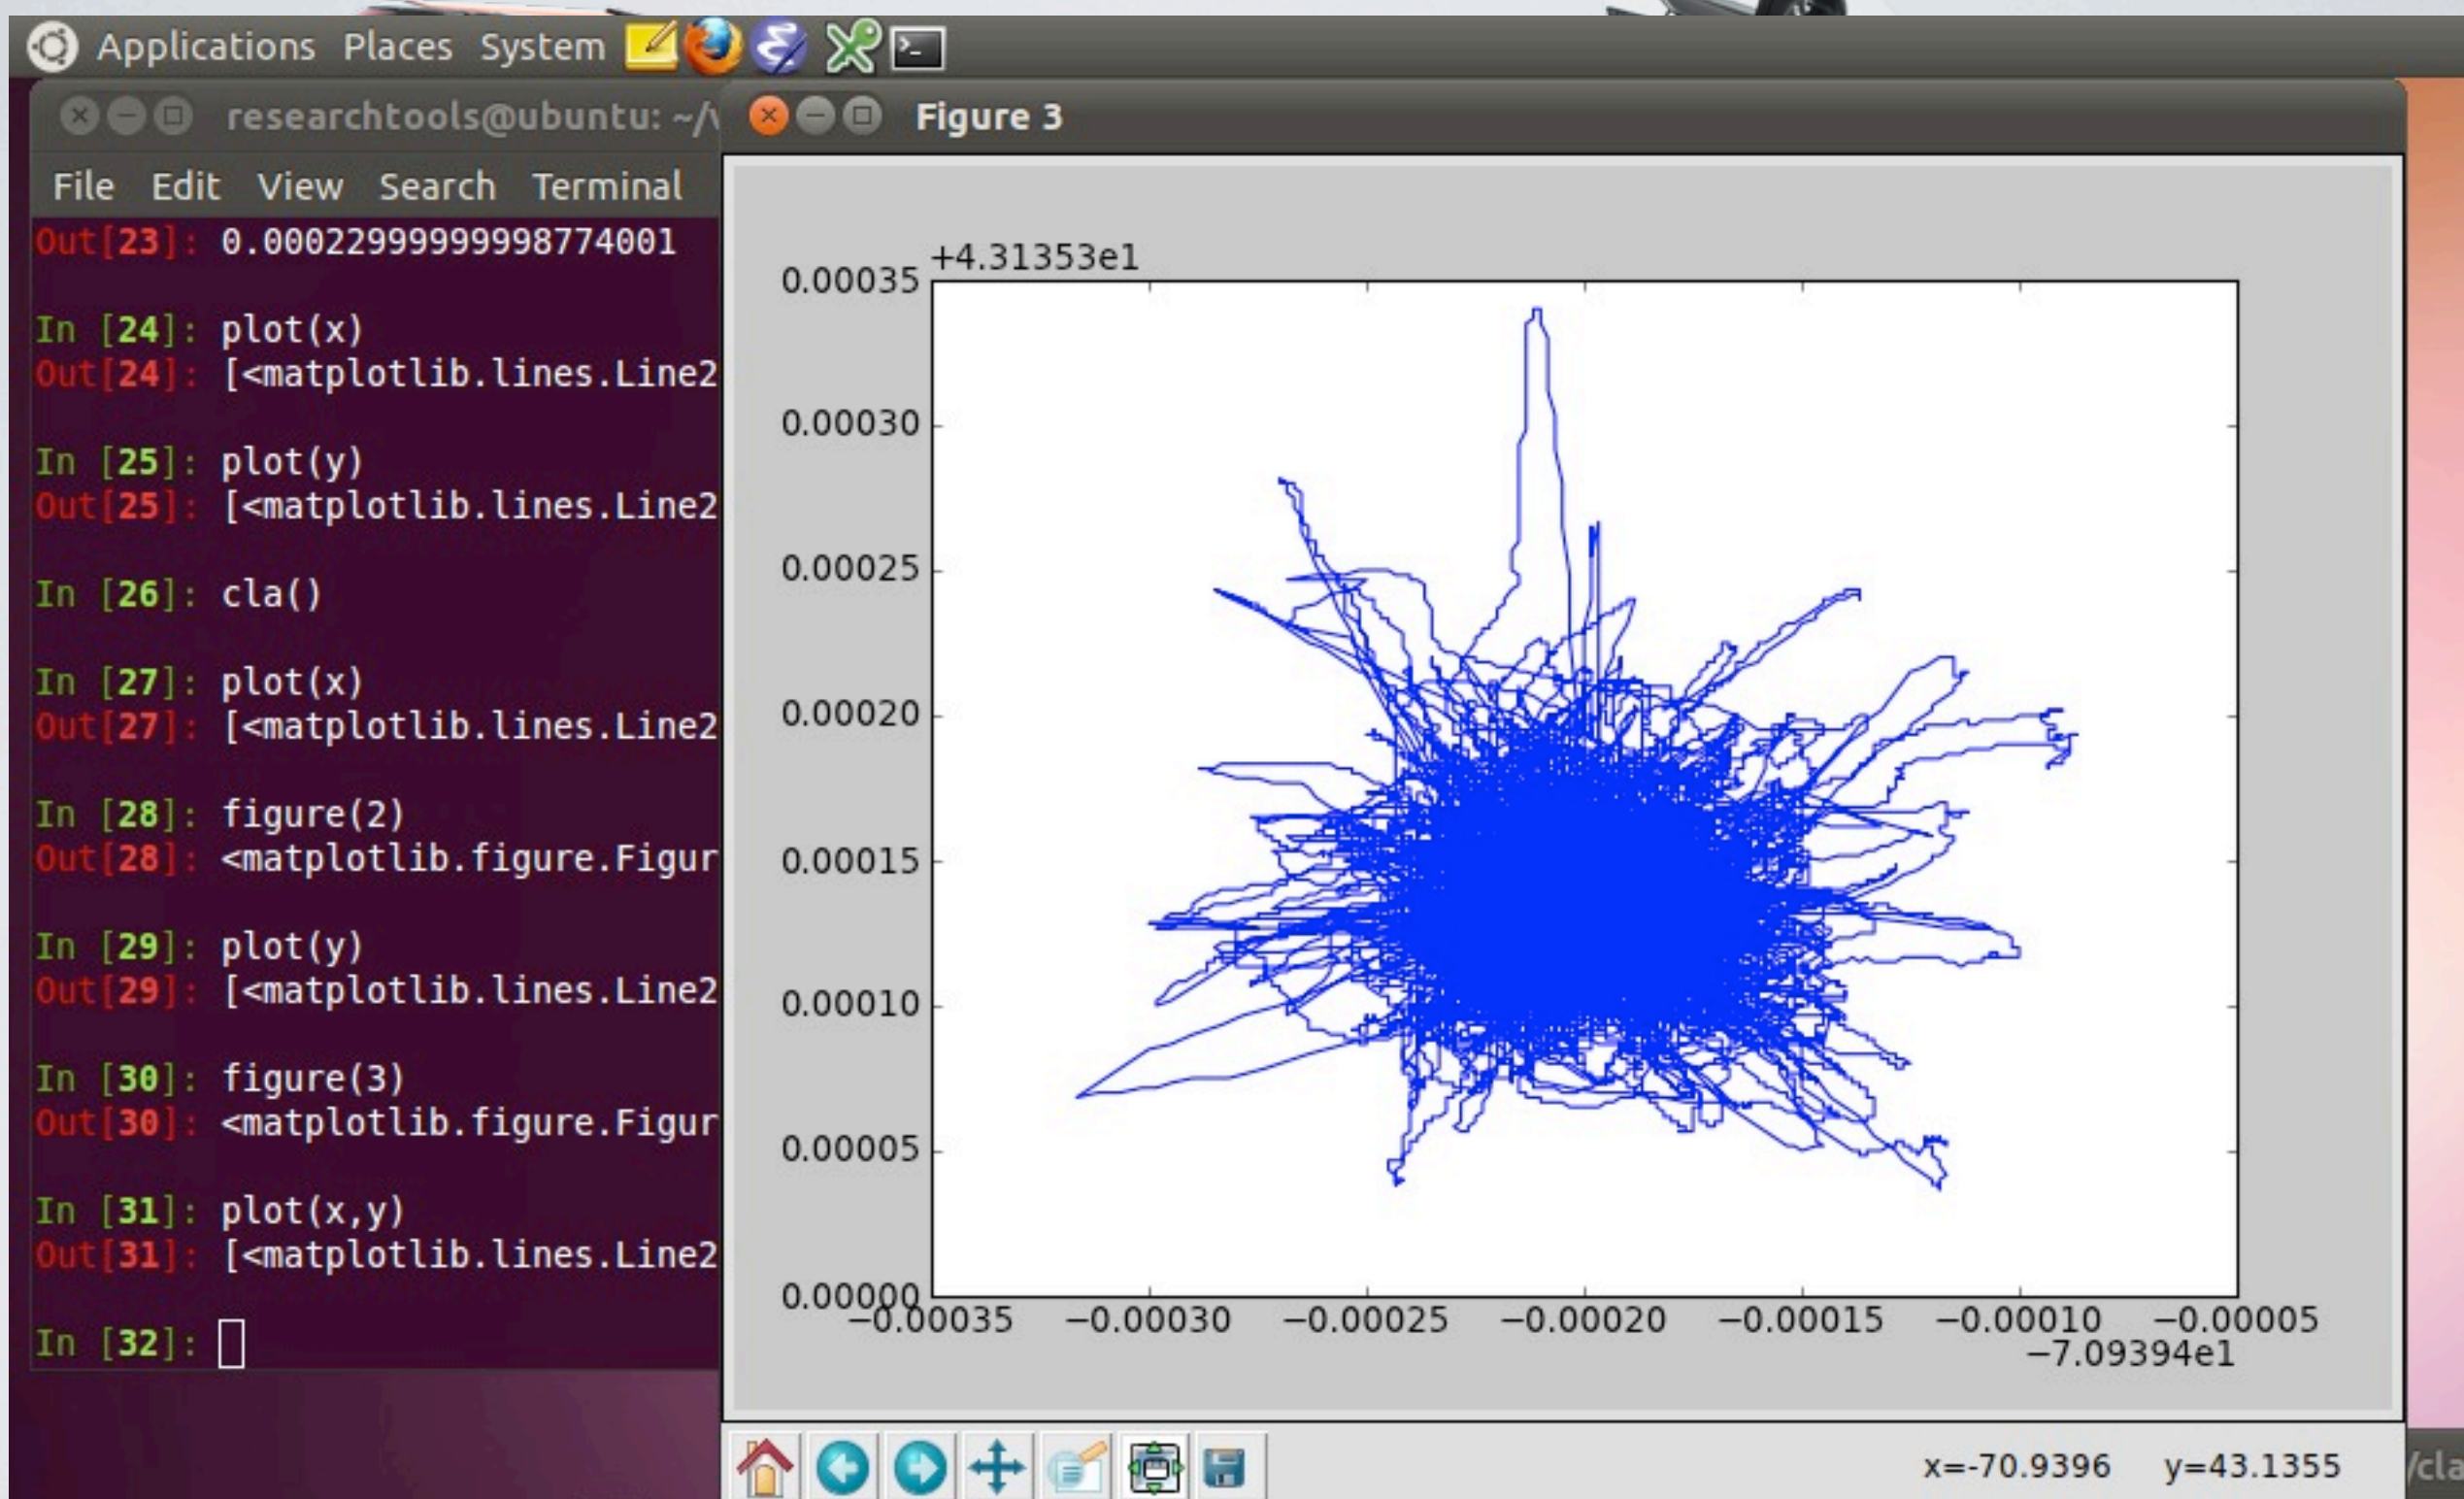 Applications Places System
researchtools@ubuntu: ~/
File Edit View Search Terminal
Out[23]: 0.00022999999998774001
In [24]: plot(x)
Out[24]: [<matplotlib.lines.Line2
In [25]: plot(y)
Out[25]: [<matplotlib.lines.Line2
In [26]: cla()
In [27]: plot(x)
Out[27]: [<matplotlib.lines.Line2
In [28]: figure(2)
Out[28]: <matplotlib.figure.Figur
In [29]: plot(y)
Out[29]: [<matplotlib.lines.Line2
In [30]: figure(3)
Out[30]: <matplotlib.figure.Figur
In [31]: plot(x,y)
Out[31]: [<matplotlib.lines.Line2
In [32]:
Figure 3
+4.31353e1
0.00035
0.00030
0.00025
0.00020
0.00015
0.00010
0.00005
0.00000
−0.00035 −0.00030 −0.00025 −0.00020 −0.00015 −0.00010 −0.00005
−7.09394e1
x=-70.9396 y=43.1355
/cla